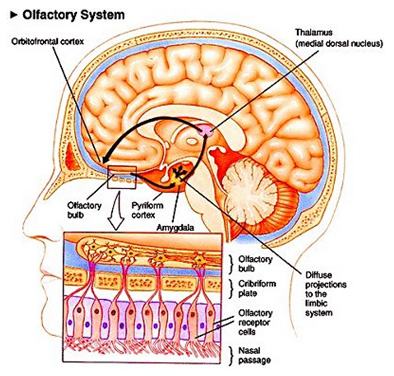 ► Olfactory System
Orbitofrontal cortex
Thalamus
(medial dorsal nucleus)
Olfactory
bulb
Pyriform
cortex
Amygdala
Olfactory
bulb
Cribriform
plate
Olfactory
receptor
cells
Nasal
passage
Diffuse
projections
to the
limbic
system